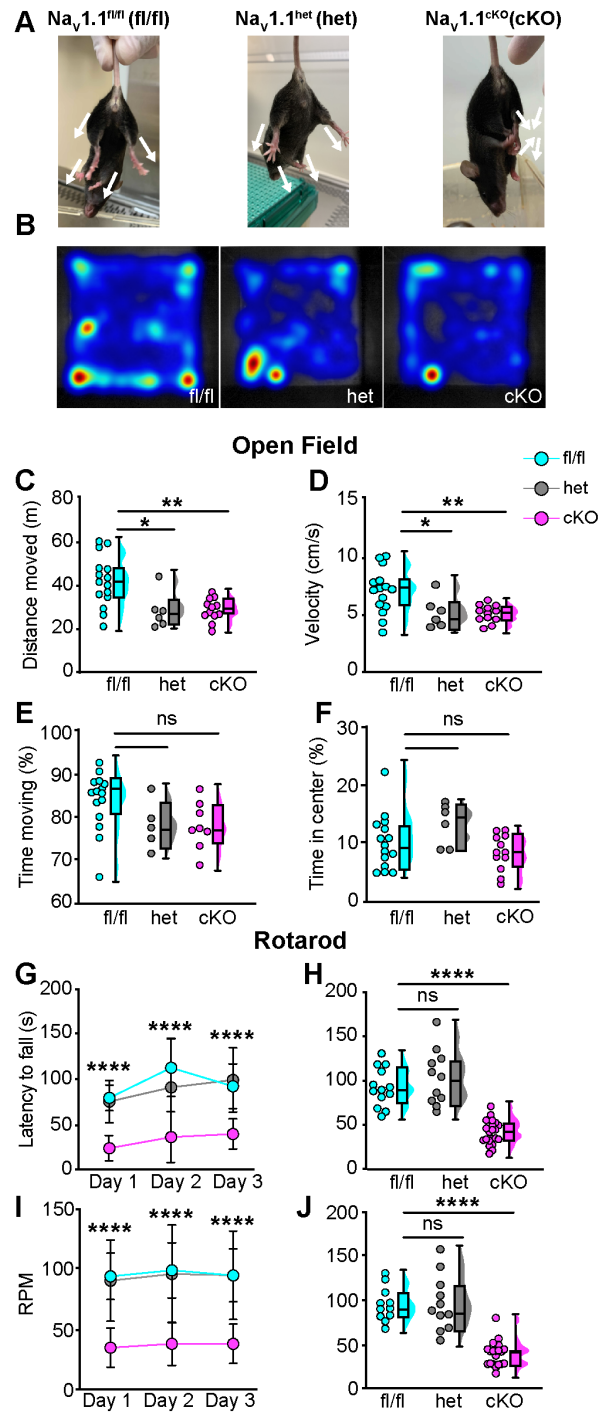 A Naᵥ1.1ᶠˡ/ᶠˡ (fl/fl) Naᵥ1.1ʰᵉᵗ (het) Naᵥ1.1ᶜᴷᴼ(cKO)
B
fl/fl het cKO
Open Field
fl/fl
het
cKO
C
Distance moved (m)
80
60
40
20
0
**
*
fl/fl het cKO
D
Velocity (cm/s)
15
10
5
0
**
*
fl/fl het cKO
E
Time moving (%)
100
90
80
70
60
ns
fl/fl het cKO
F
Time in center (%)
30
20
10
0
ns
fl/fl het cKO
Rotarod
G
Latency to fall (s)
200
150
100
50
0
**** **** ****
Day 1 Day 2 Day 3
H
200
150
100
50
0
****
ns
fl/fl het cKO
I
RPM
150
100
50
0
**** **** ****
Day 1 Day 2 Day 3
J
200
150
100
50
0
****
ns
fl/fl het cKO